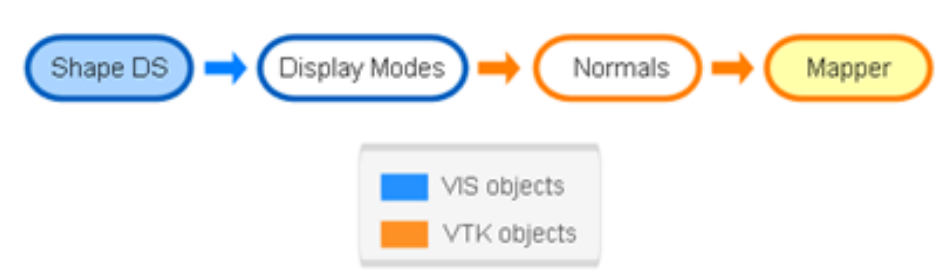 Shape DS
Display Modes
Normals
Mapper
VIS objects
VTK objects